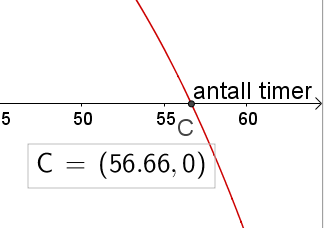 antall timer
5 50 55 60
C
C = (56.66, 0)